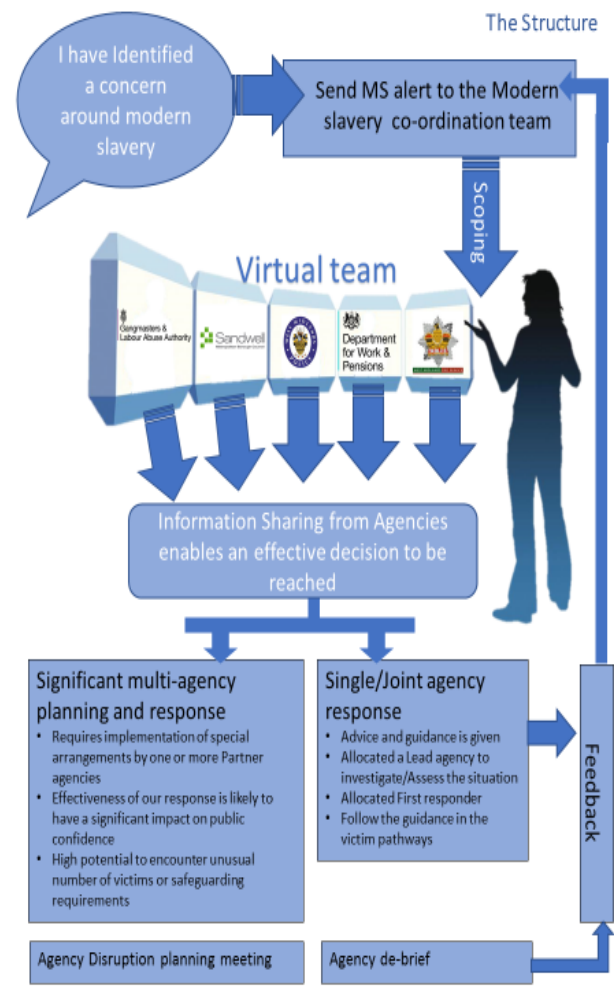 The Structure
I have Identified
a concern
around modern
slavery
Send MS alert to the Modern
slavery co-ordination team
Scoping
Virtual team
Gangmasters &
Labour Abuse Authority
Sandwell
Metropolitan Borough Council
WEST MIDLANDS
POLICE
Department
for Work &
Pensions
Information Sharing from Agencies
enables an effective decision to be
reached
Significant multi-agency
planning and response
• Requires implementation of special
arrangements by one or more Partner
agencies
• Effectiveness of our response is likely to
have a significant impact on public
confidence
• High potential to encounter unusual
number of victims or safeguarding
requirements
Single/Joint agency
response
• Advice and guidance is given
• Allocated a Lead agency to
investigate/Assess the situation
• Allocated First responder
• Follow the guidance in the
victim pathways
Feedback
Agency Disruption planning meeting
Agency de-brief